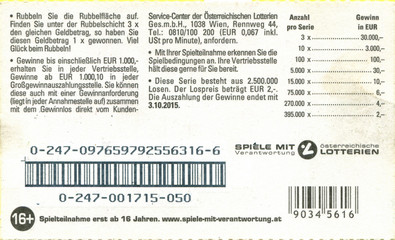 • Rubbeln Sie die Rubbelfläche auf.
Finden Sie unter der Rubbelschicht 3 x
den gleichen Geldbetrag, so haben Sie
diesen Geldbetrag 1 x gewonnen. Viel
Glück beim Rubbeln!
• Gewinne bis einschließlich EUR 1.000,-
erhalten Sie in jeder Vertriebsstelle,
Gewinne ab EUR 1.000,10 in jeder
Großgewinnauszahlungsstelle. Sie können
diese auch mit einer Gewinnanforderung
(liegt in jeder Annahmestelle auf) zusammen
mit dem Gewinnlos direkt vom Kunden-
Service-Center der Österreichischen Lotterien
Ges.m.b.H., 1038 Wien, Rennweg 44,
Tel.: 0810/100 200 (EUR 0,067 inkl.
USt pro Minute), anfordern.
• Mit Ihrer Spielteilnahme erkennen Sie die
Spielbedingungen an. Ihre Vertriebsstelle
hält diese gerne für Sie bereit.
• Diese Serie besteht aus 2.500.000
Losen. Der Lospreis beträgt EUR 2,-.
Die Auszahlung der Gewinne endet mit
3.10.2015.
Anzahl pro Serie Gewinne in EUR
3 x 30.000,-
10 x 3.000,-
100 x 100,-
5.000 x 30,-
15.000 x 10,-
75.000 x 6,-
270.000 x 4,-
395.000 x 2,-
0-247-097659792556316-6
SPIELE MIT
Verantwortung
österreichische
LOTTERIEN
0-247-001715-050
16+
Spielteilnahme erst ab 16 Jahren. www.spiele-mit-verantwortung.at
9034 5616